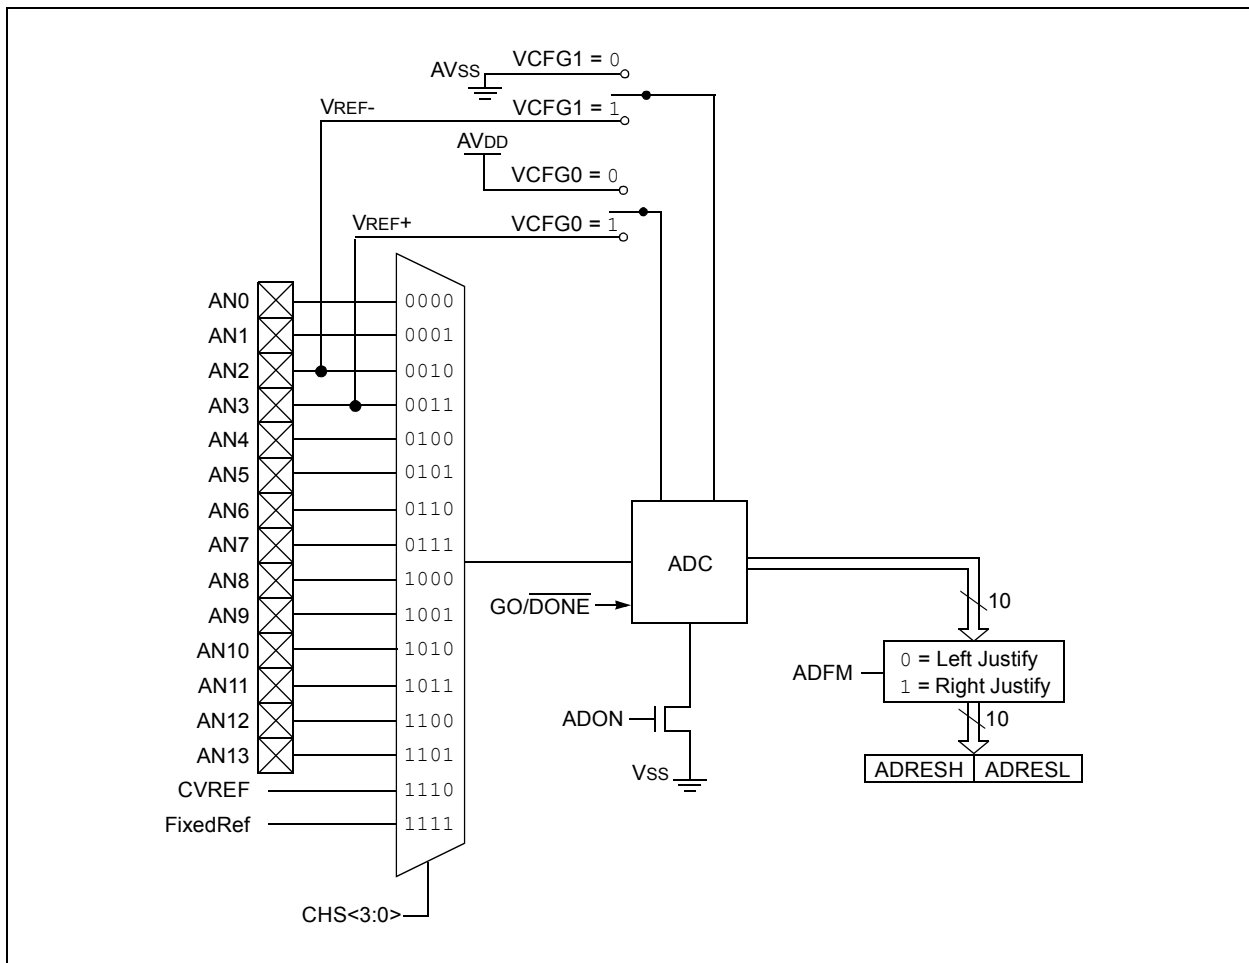 AVSS
VCFG1 = 0
VREF-
VCFG1 = 1
AVDD
VCFG0 = 0
VREF+
VCFG0 = 1
AN0 0000
AN1 0001
AN2 0010
AN3 0011
AN4 0100
AN5 0101
AN6 0110
AN7 0111
AN8 1000
AN9 1001
AN10 1010
AN11 1011
AN12 1100
AN13 1101
CVREF 1110
FixedRef 1111
CHS<3:0>
ADC
GO/DONE
ADON
VSS
10
ADFM
0 = Left Justify
1 = Right Justify
10
ADRESH ADRESL